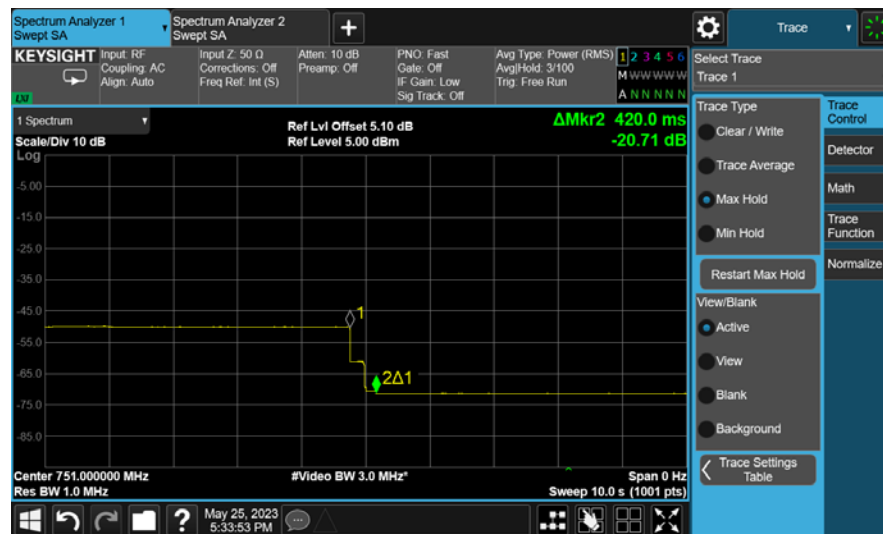 Spectrum Analyzer 1
Swept SA
Spectrum Analyzer 2
Swept SA
+
Trace
KEYSIGHT
Input: RF
Coupling: AC
Align: Auto
Input Z: 50 Ω
Corrections: Off
Freq Ref: Int (S)
Atten: 10 dB
Preamp: Off
PNO: Fast
Gate: Off
IF Gain: Low
Sig Track: Off
Avg Type: Power (RMS)
Avg|Hold: 3/100
Trig: Free Run
1 2 3 4 5 6
M W W W W W
A N N N N N
LXI
1 Spectrum
Scale/Div 10 dB
Log
Ref Lvl Offset 5.10 dB
Ref Level 5.00 dBm
ΔMkr2 420.0 ms
-20.71 dB
-5.00
-15.0
-25.0
-35.0
-45.0
-55.0
-65.0
-75.0
-85.0
1
2Δ1
Center 751.000000 MHz
Res BW 1.0 MHz
#Video BW 3.0 MHz*
Span 0 Hz
Sweep 10.0 s (1001 pts)
?
May 25, 2023
5:33:53 PM
Select Trace
Trace 1
Trace Type
Clear / Write
Trace Average
Max Hold
Min Hold
Restart Max Hold
View/Blank
Active
View
Blank
Background
Trace Settings
Table
Trace
Control
Detector
Math
Trace
Function
Normalize